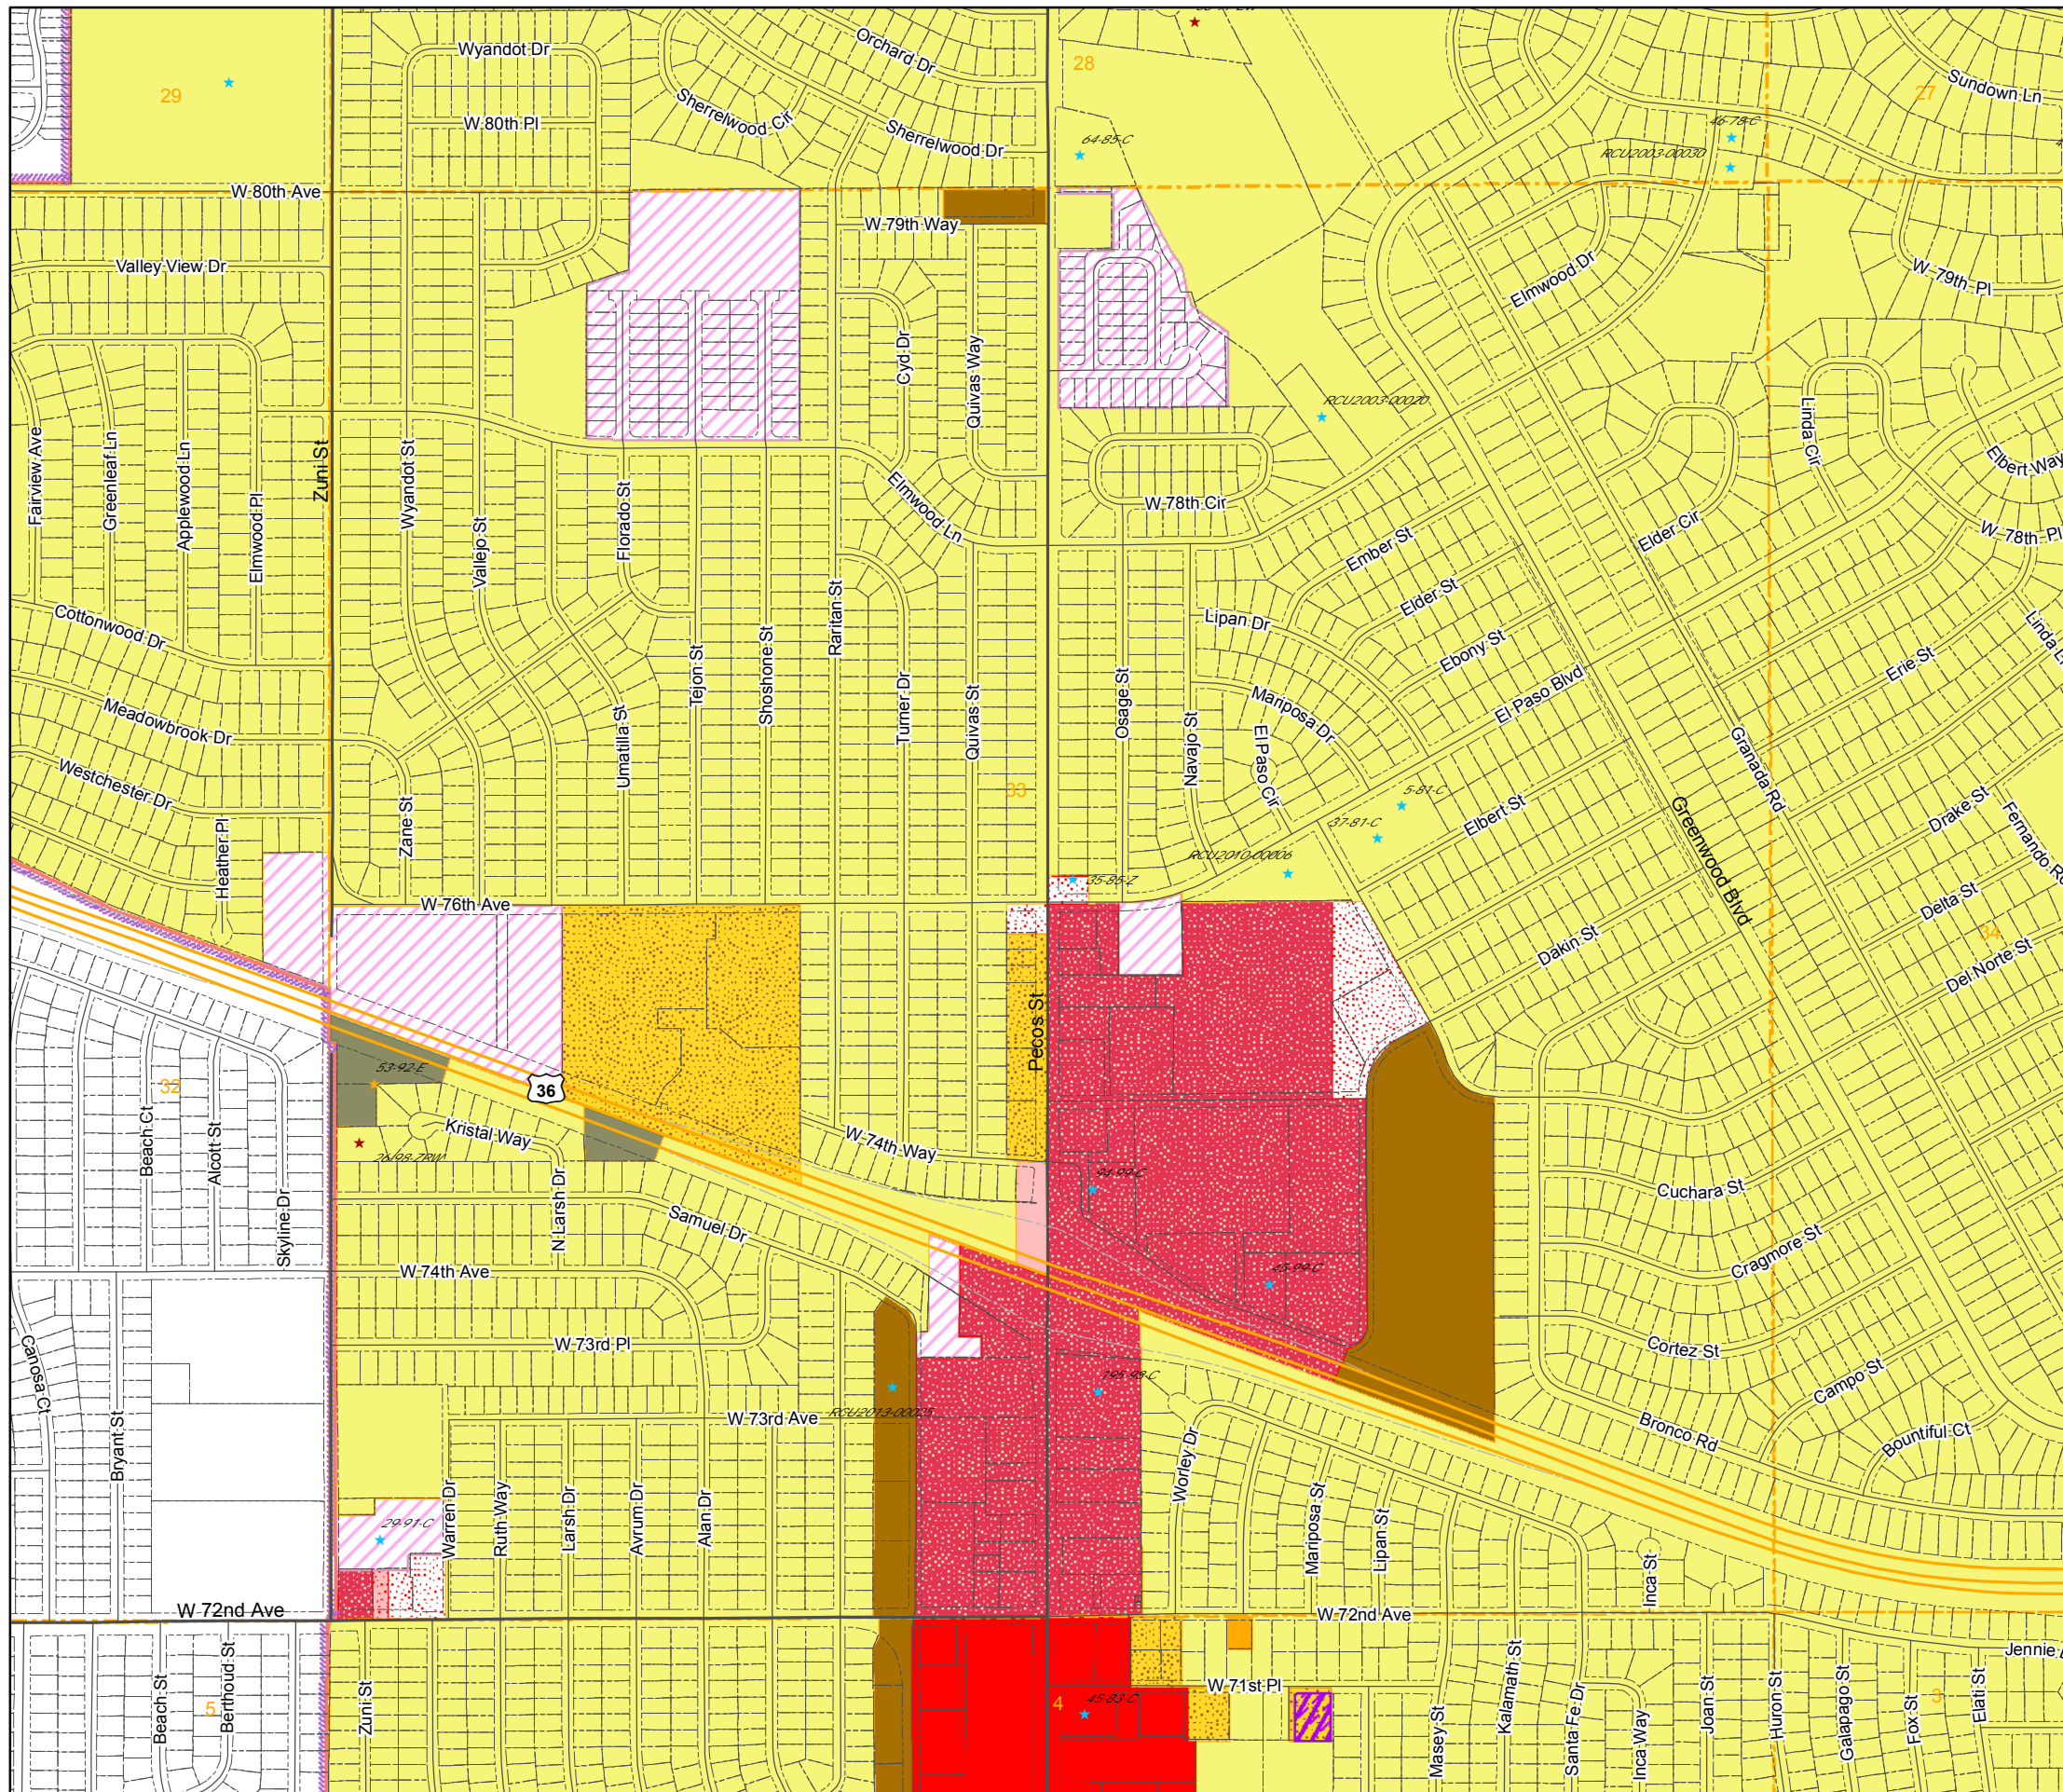 Wyandot Dr
Orchard Dr
28
29
27
Sundown Ln
Sherrelwood Cir
W 80th Pl
Sherrelwood Dr
64-85-C
46-78-C
RCU2003-00030
W 80th Ave
W 79th Way
Valley View Dr
Elmwood Dr
W 79th Pl
Cyd Dr
Quivas Way
RCU2003-00020
Linda Cir
Fairview Ave
Greenleaf Ln
Applewood Ln
Elmwood Pl
Zuni St
Wyandot St
Vallejo St
Florado St
Elmwood Ln
W 78th Cir
Elbert Way
Elder Cir
W 78th Pl
Ember St
Elder St
Raritan St
Lipan Dr
Cottonwood Dr
Shoshone St
Tejon St
Ebony St
Erie St
Turner Dr
Quivas St
Osage St
El Paso Blvd
Meadowbrook Dr
Umatilla St
Navajo St
Mariposa Dr
El Paso Cir
Granada Rd
Westchester Dr
33
5-81-C
37-81-C
Elbert St
Drake St
Zane St
Heather Pl
RCU2010-00006
Greenwood Blvd
35-85-Z
W 76th Ave
Delta St
34
Dakin St
Del Norte St
Pecos St
53-92-E
32
36
Beach Ct
Alcott St
Skyline Dr
Kristal Way
26-98-ZRW
W 74th Way
N Larsh Dr
94-99-C
Cuchara St
Samuel Dr
Cragmore St
W 74th Ave
45-99-C
W 73rd Pl
Cortez St
Canosa Ct
Campo St
195-98-C
RCU2013-00025
W 73rd Ave
Bronco Rd
Bountiful Ct
Bryant St
Worley Dr
Warren Dr
Ruth Way
Larsh Dr
Avrum Dr
Alan Dr
Mariposa St
Lipan St
29-91-C
Inca St
W 72nd Ave
W 72nd Ave
Beach St
Berthoud St
5
Zuni St
4
45-83-C
W 71st Pl
Masey St
Kalamath St
Santa Fe Dr
Inca Way
Joan St
Huron St
Galapago St
Fox St
3
Elati St